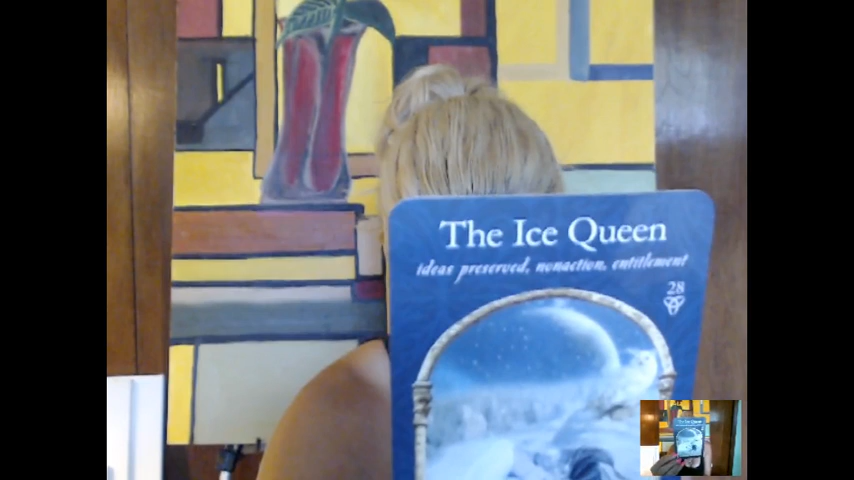 The Ice Queen
ideas preserved, nonaction, entitlement
28